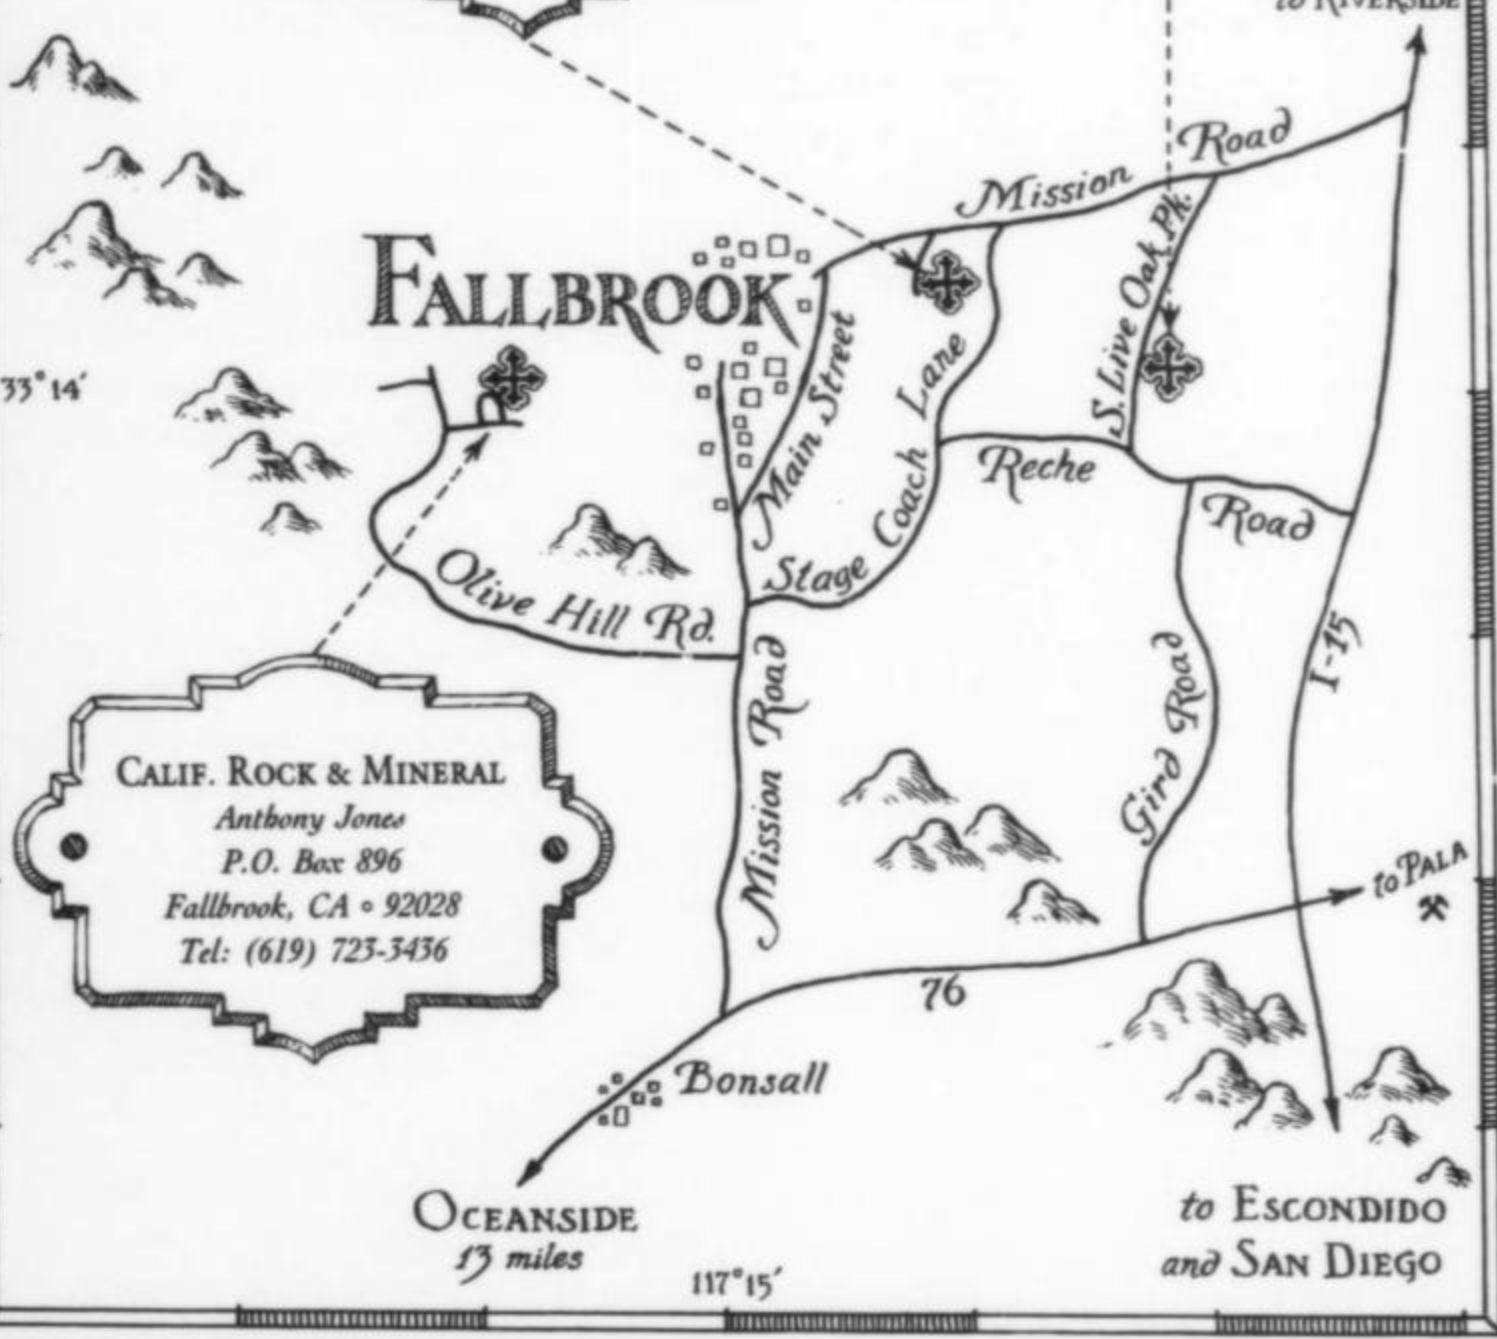 to RIVERSIDE
Mission Road
S. Live Oak Pk.
FALLBROOK
Main Street
Stage Coach Lane
33°14′
Reche Road
Olive Hill Rd.
I-15
Mission Road
Gird Road
CALIF. ROCK & MINERAL
Anthony Jones
P.O. Box 896
Fallbrook, CA ∘ 92028
Tel: (619) 723-3436
to PALA
76
Bonsall
OCEANSIDE
13 miles
to ESCONDIDO
and SAN DIEGO
117°15′